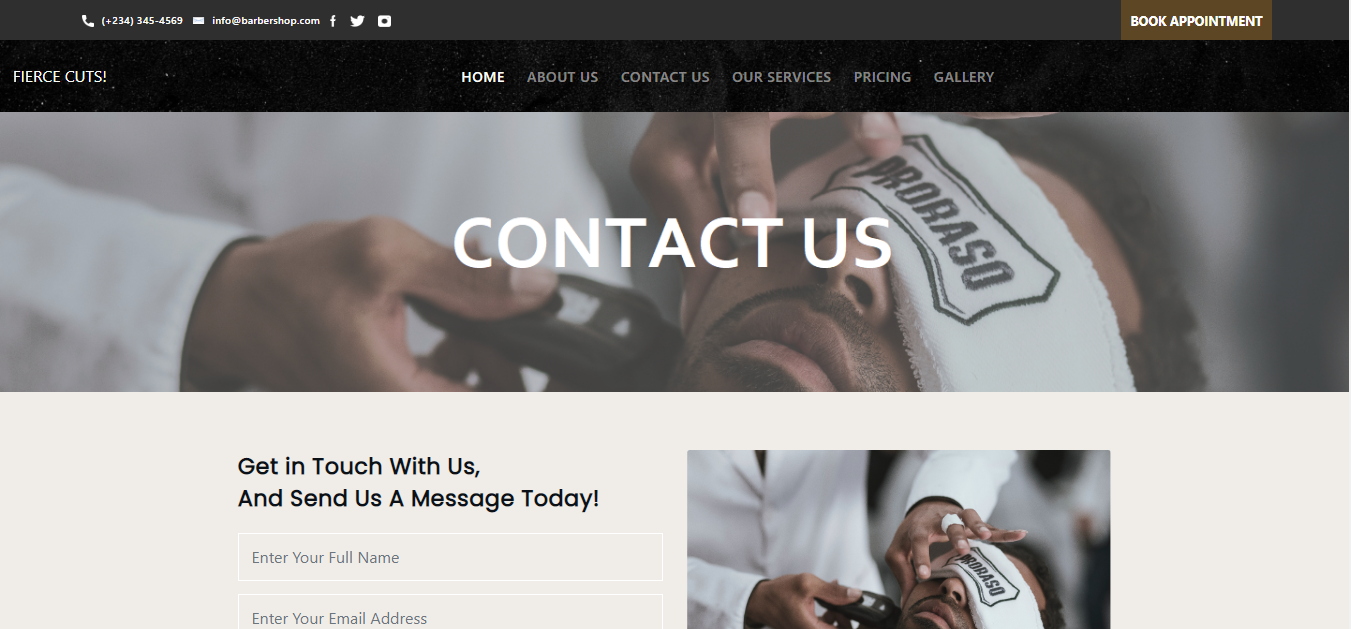 (+234) 345-4569 info@barbershop.com BOOK APPOINTMENT
FIERCE CUTS! HOME ABOUT US CONTACT US OUR SERVICES PRICING GALLERY
PRORASO
CONTACT US
Get in Touch With Us,
And Send Us A Message Today!
Enter Your Full Name
PRORASO
Enter Your Email Address